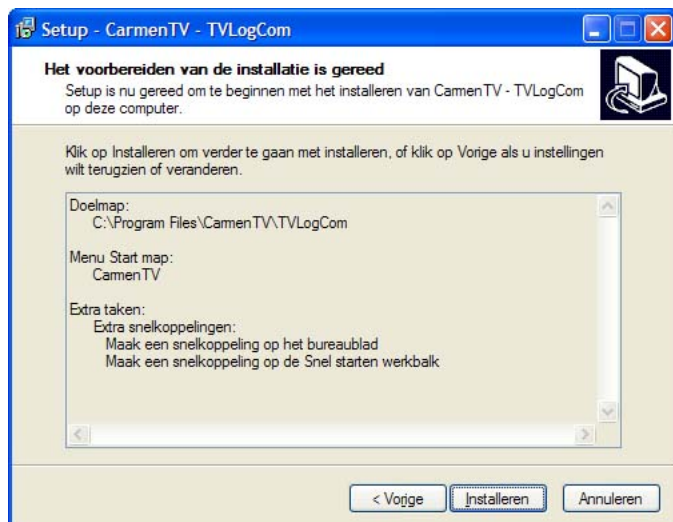 Setup - CarmenTV - TVLogCom
Het voorbereiden van de installatie is gereed
Setup is nu gereed om te beginnen met het installeren van CarmenTV - TVLogCom
op deze computer.
Klik op Installeren om verder te gaan met installeren, of klik op Vorige als u instellingen
wilt terugzien of veranderen.
Doelmap:
C:\Program Files\CarmenTV\TVLogCom
Menu Start map:
CarmenTV
Extra taken:
Extra snelkoppelingen:
Maak een snelkoppeling op het bureaublad
Maak een snelkoppeling op de Snel starten werkbalk
< Vorige Installeren Annuleren